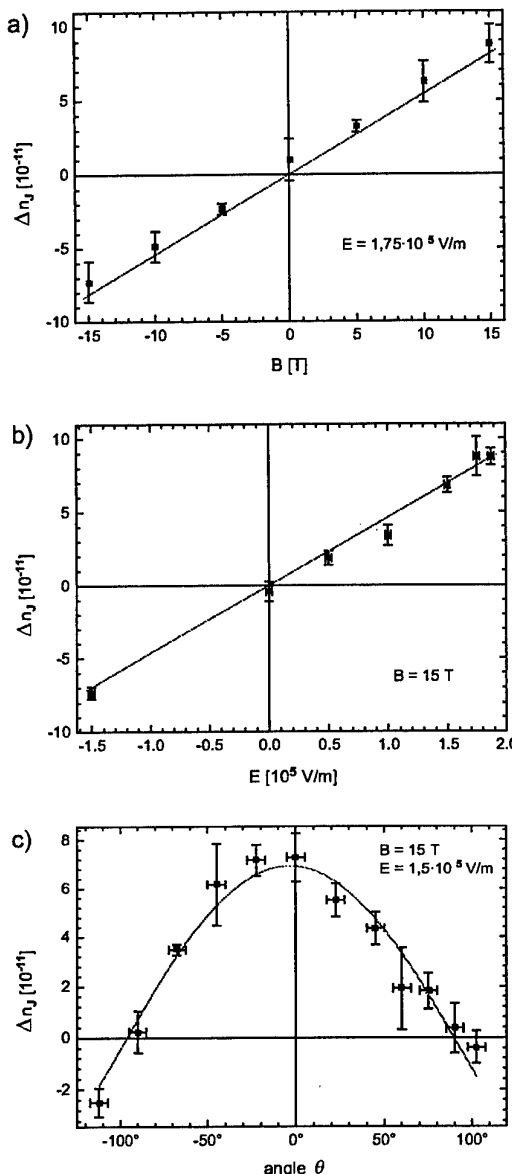 a)
10
5
0
-5
-10
Δn_J [10^-11]
E = 1,75·10^5 V/m
-15 -10 -5 0 5 10 15
B [T]
b)
10
5
0
-5
-10
Δn_J [10^-11]
B = 15 T
-1.5 -1.0 -0.5 0.0 0.5 1.0 1.5 2.0
E [10^5 V/m]
c)
B = 15 T
E = 1,5·10^5 V/m
8
6
4
2
0
-2
Δn_J [10^-11]
-100° -50° 0° 50° 100°
angle θ